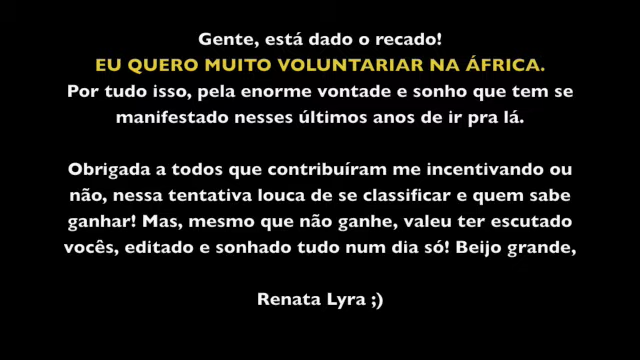 Gente, está dado o recado!
EU QUERO MUITO VOLUNTARIAR NA ÁFRICA.
Por tudo isso, pela enorme vontade e sonho que tem se
manifestado nesses últimos anos de ir pra lá.
Obrigada a todos que contribuíram me incentivando ou
não, nessa tentativa louca de se classificar e quem sabe
ganhar! Mas, mesmo que não ganhe, valeu ter escutado
vocês, editado e sonhado tudo num dia só! Beijo grande,
Renata Lyra ;)